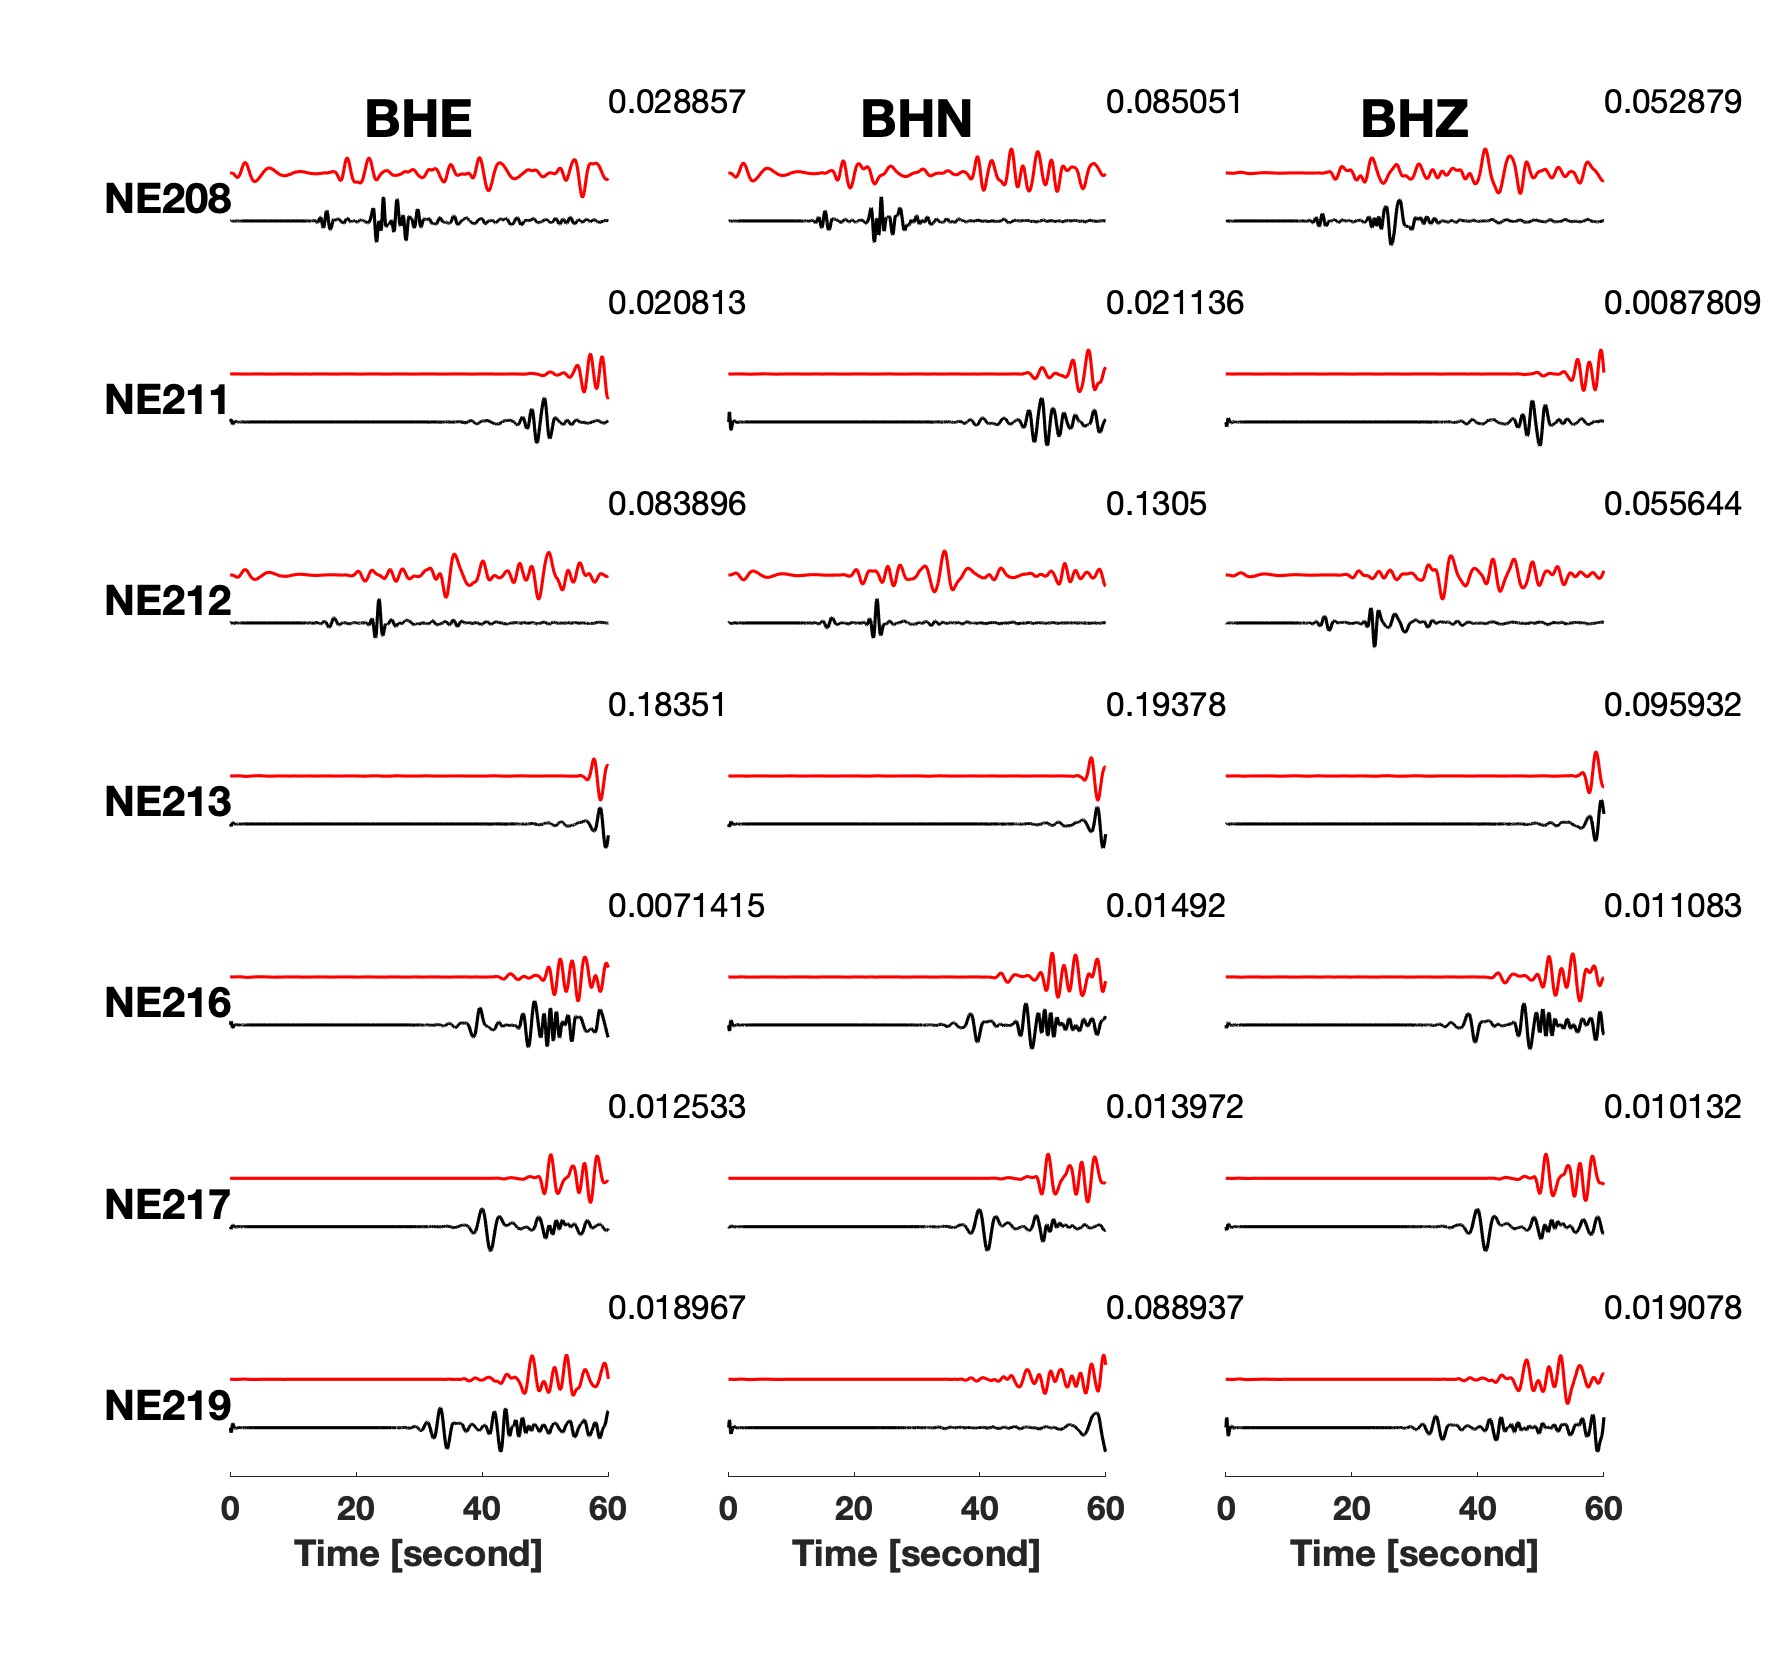 0.028857 0.085051 0.052879
BHE BHN BHZ
NE208
0.020813 0.021136 0.0087809
NE211
0.083896 0.1305 0.055644
NE212
0.18351 0.19378 0.095932
NE213
0.0071415 0.01492 0.011083
NE216
0.012533 0.013972 0.010132
NE217
0.018967 0.088937 0.019078
NE219
0 20 40 60 0 20 40 60 0 20 40 60
Time [second] Time [second] Time [second]